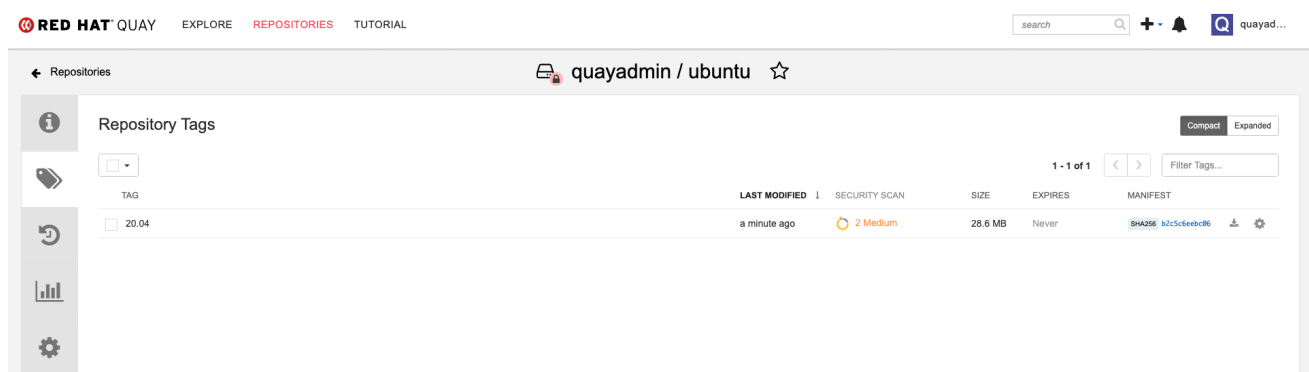 RED HAT® QUAY EXPLORE REPOSITORIES TUTORIAL search quayad...
Repositories quayadmin / ubuntu
Repository Tags Compact Expanded
1 - 1 of 1 Filter Tags...
TAG LAST MODIFIED SECURITY SCAN SIZE EXPIRES MANIFEST
20.04 a minute ago 2 Medium 28.6 MB Never SHA256 b2c5c6eebc06